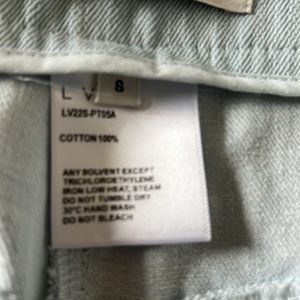 S
L V
LV22S-PT05A
COTTON 100%
ANY SOLVENT EXCEPT
TRICHLOROETHYLENE
IRON LOW HEAT, STEAM
DO NOT TUMBLE DRY
30°C HAND WASH
DO NOT BLEACH